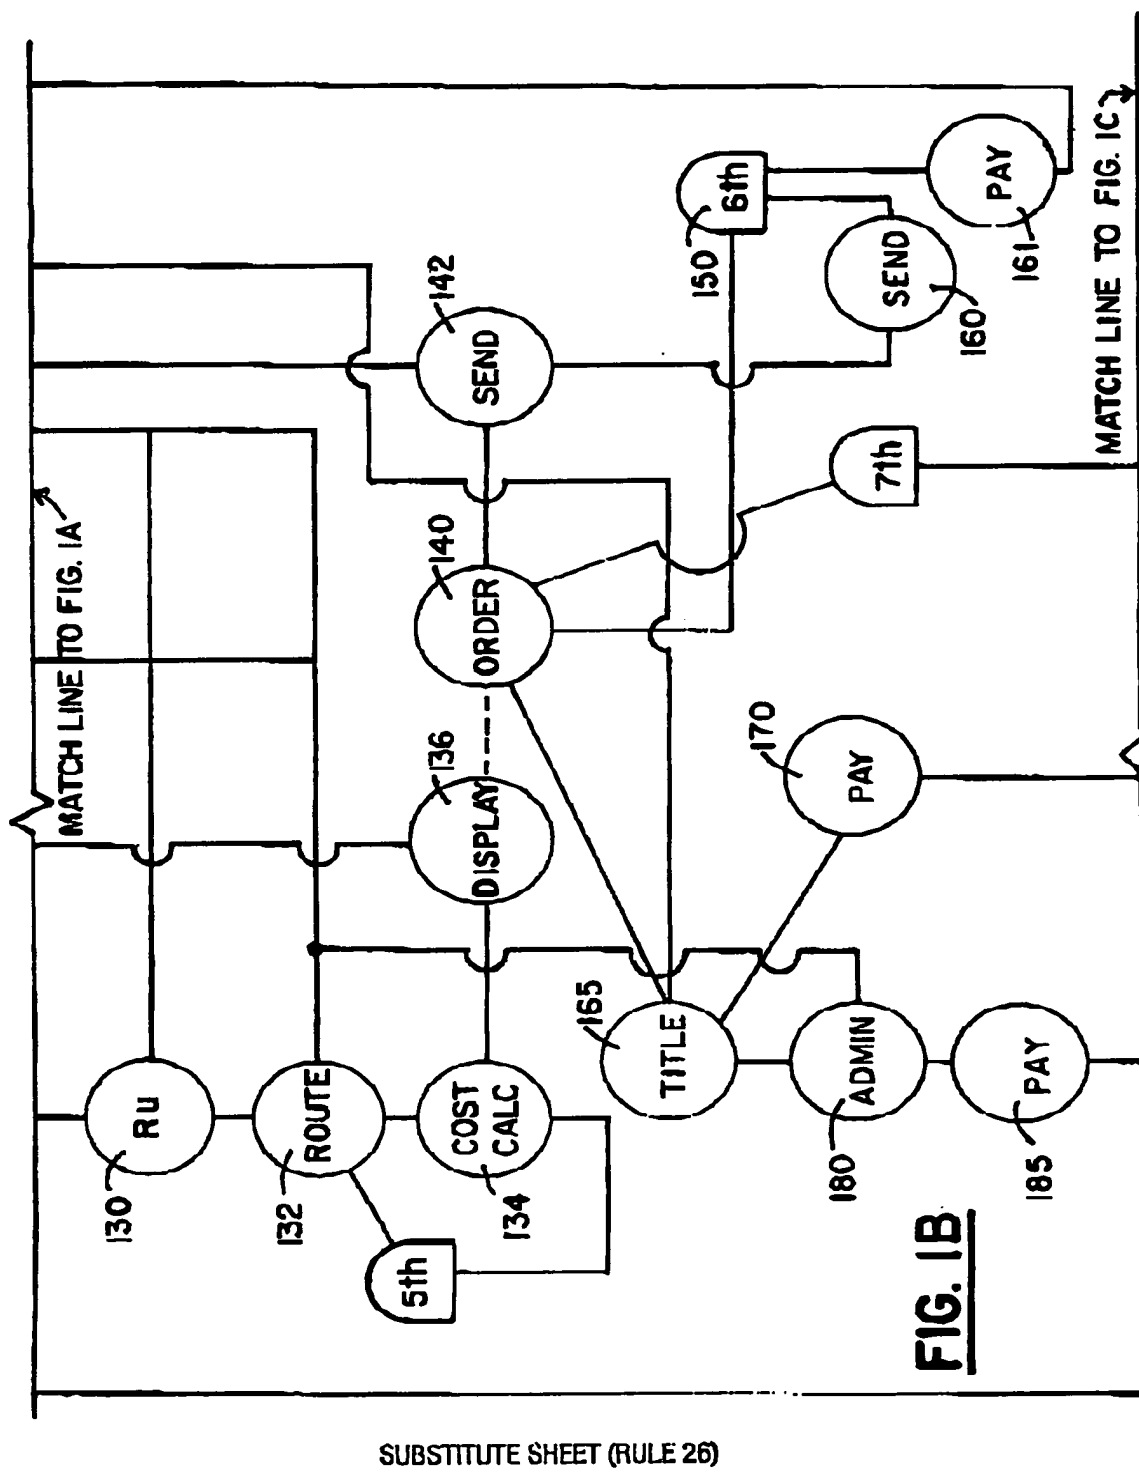 MATCH LINE TO FIG. 1A
Ru
130
ROUTE
132
5th
COST
CALC
134
DISPLAY
136
ORDER
140
SEND
142
6th
150
SEND
160
PAY
161
7th
TITLE
165
PAY
170
ADMIN
180
PAY
185
MATCH LINE TO FIG. 1C
FIG. 1B
SUBSTITUTE SHEET (RULE 26)